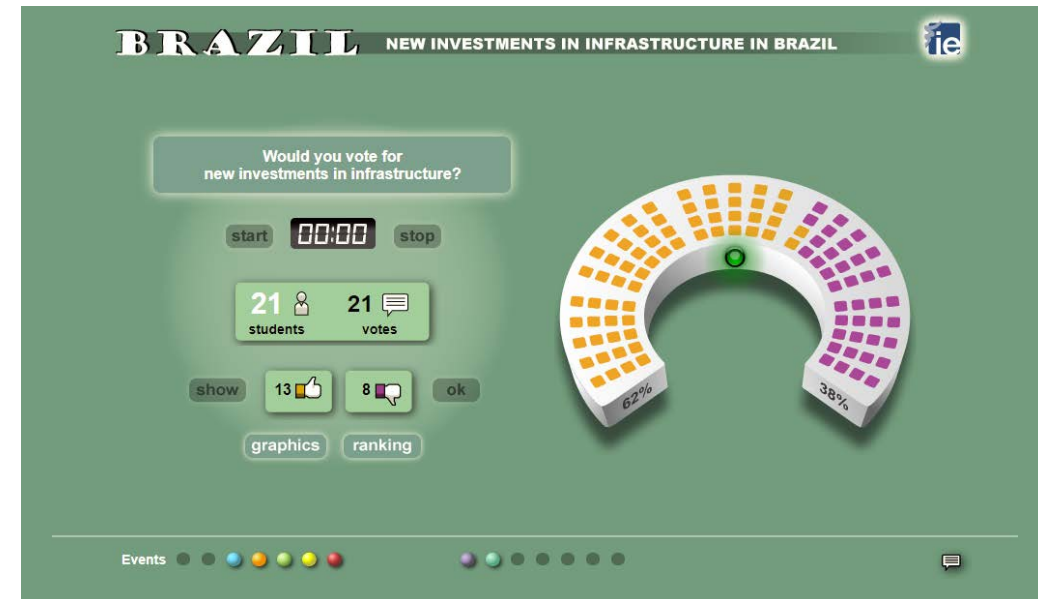 BRAZIL
NEW INVESTMENTS IN INFRASTRUCTURE IN BRAZIL
ie
Would you vote for
new investments in infrastructure?
start 00:00 stop
21 21
students votes
show 13 8 ok
graphics ranking
62% 38%
Events